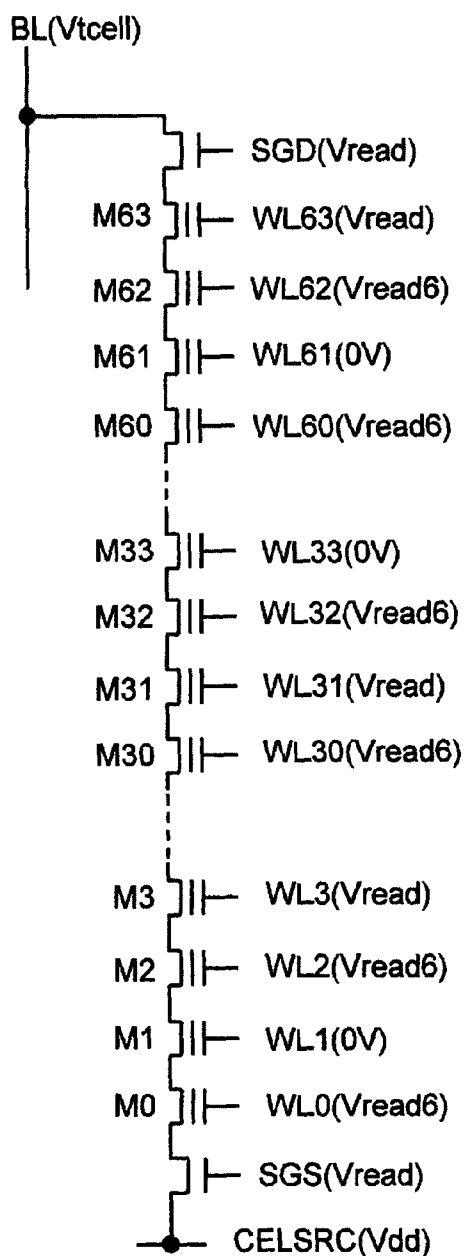 BL(Vtcell)
SGD(Vread)
M63 WL63(Vread)
M62 WL62(Vread6)
M61 WL61(0V)
M60 WL60(Vread6)
M33 WL33(0V)
M32 WL32(Vread6)
M31 WL31(Vread)
M30 WL30(Vread6)
M3 WL3(Vread)
M2 WL2(Vread6)
M1 WL1(0V)
M0 WL0(Vread6)
SGS(Vread)
CELSRC(Vdd)